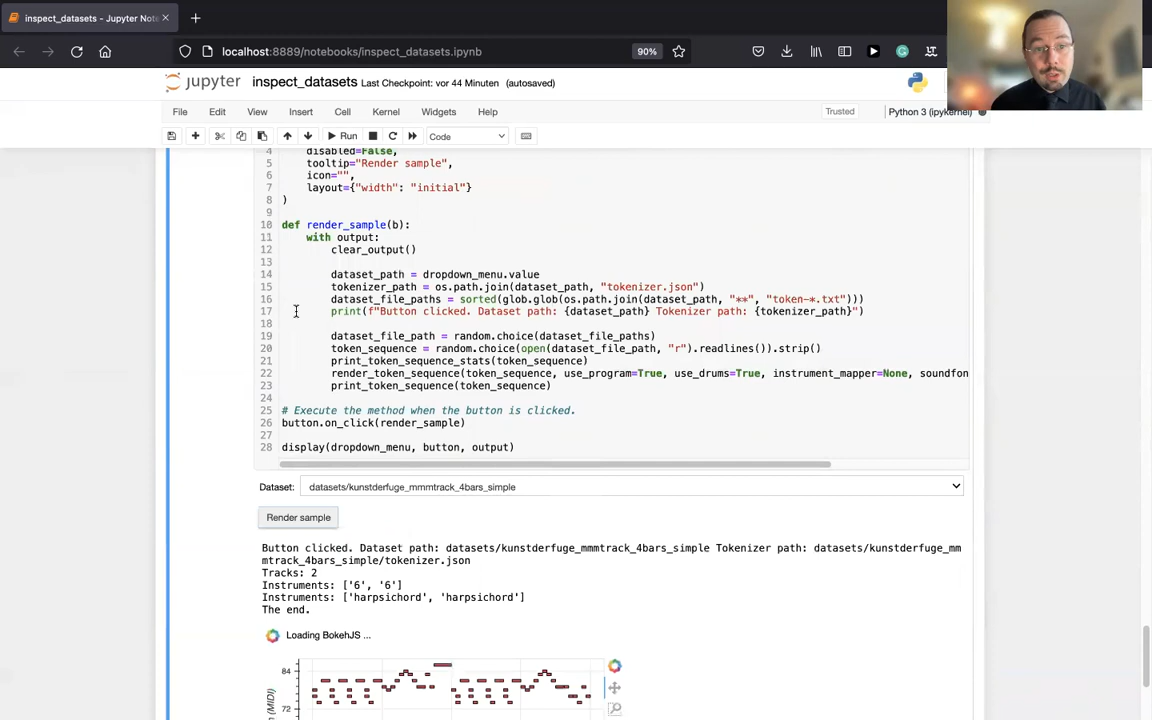 inspect_datasets - Jupyter Note
localhost:8889/notebooks/inspect_datasets.ipynb
90%
jupyter
inspect_datasets Last Checkpoint: vor 44 Minuten (autosaved)
File Edit View Insert Cell Kernel Widgets Help
Trusted
Python 3 (ipykernel)
Run
Code
4 disabled=False,
5 tooltip="Render sample",
6 icon="",
7 layout={"width": "initial"}
8 )
9
10 def render_sample(b):
11 with output:
12 clear_output()
13
14 dataset_path = dropdown_menu.value
15 tokenizer_path = os.path.join(dataset_path, "tokenizer.json")
16 dataset_file_paths = sorted(glob.glob(os.path.join(dataset_path, "**", "token-*.txt")))
17 print(f"Button clicked. Dataset path: {dataset_path} Tokenizer path: {tokenizer_path}")
18
19 dataset_file_path = random.choice(dataset_file_paths)
20 token_sequence = random.choice(open(dataset_file_path, "r").readlines()).strip()
21 print_token_sequence_stats(token_sequence)
22 render_token_sequence(token_sequence, use_program=True, use_drums=True, instrument_mapper=None, soundfon
23 print_token_sequence(token_sequence)
24
25 # Execute the method when the button is clicked.
26 button.on_click(render_sample)
27
28 display(dropdown_menu, button, output)
Dataset: datasets/kunstderfuge_mmmtrack_4bars_simple
Render sample
Button clicked. Dataset path: datasets/kunstderfuge_mmmtrack_4bars_simple Tokenizer path: datasets/kunstderfuge_mm
mtrack_4bars_simple/tokenizer.json
Tracks: 2
Instruments: ['6', '6']
Instruments: ['harpsichord', 'harpsichord']
The end.
Loading BokehJS ...
84
72
(MIDI)